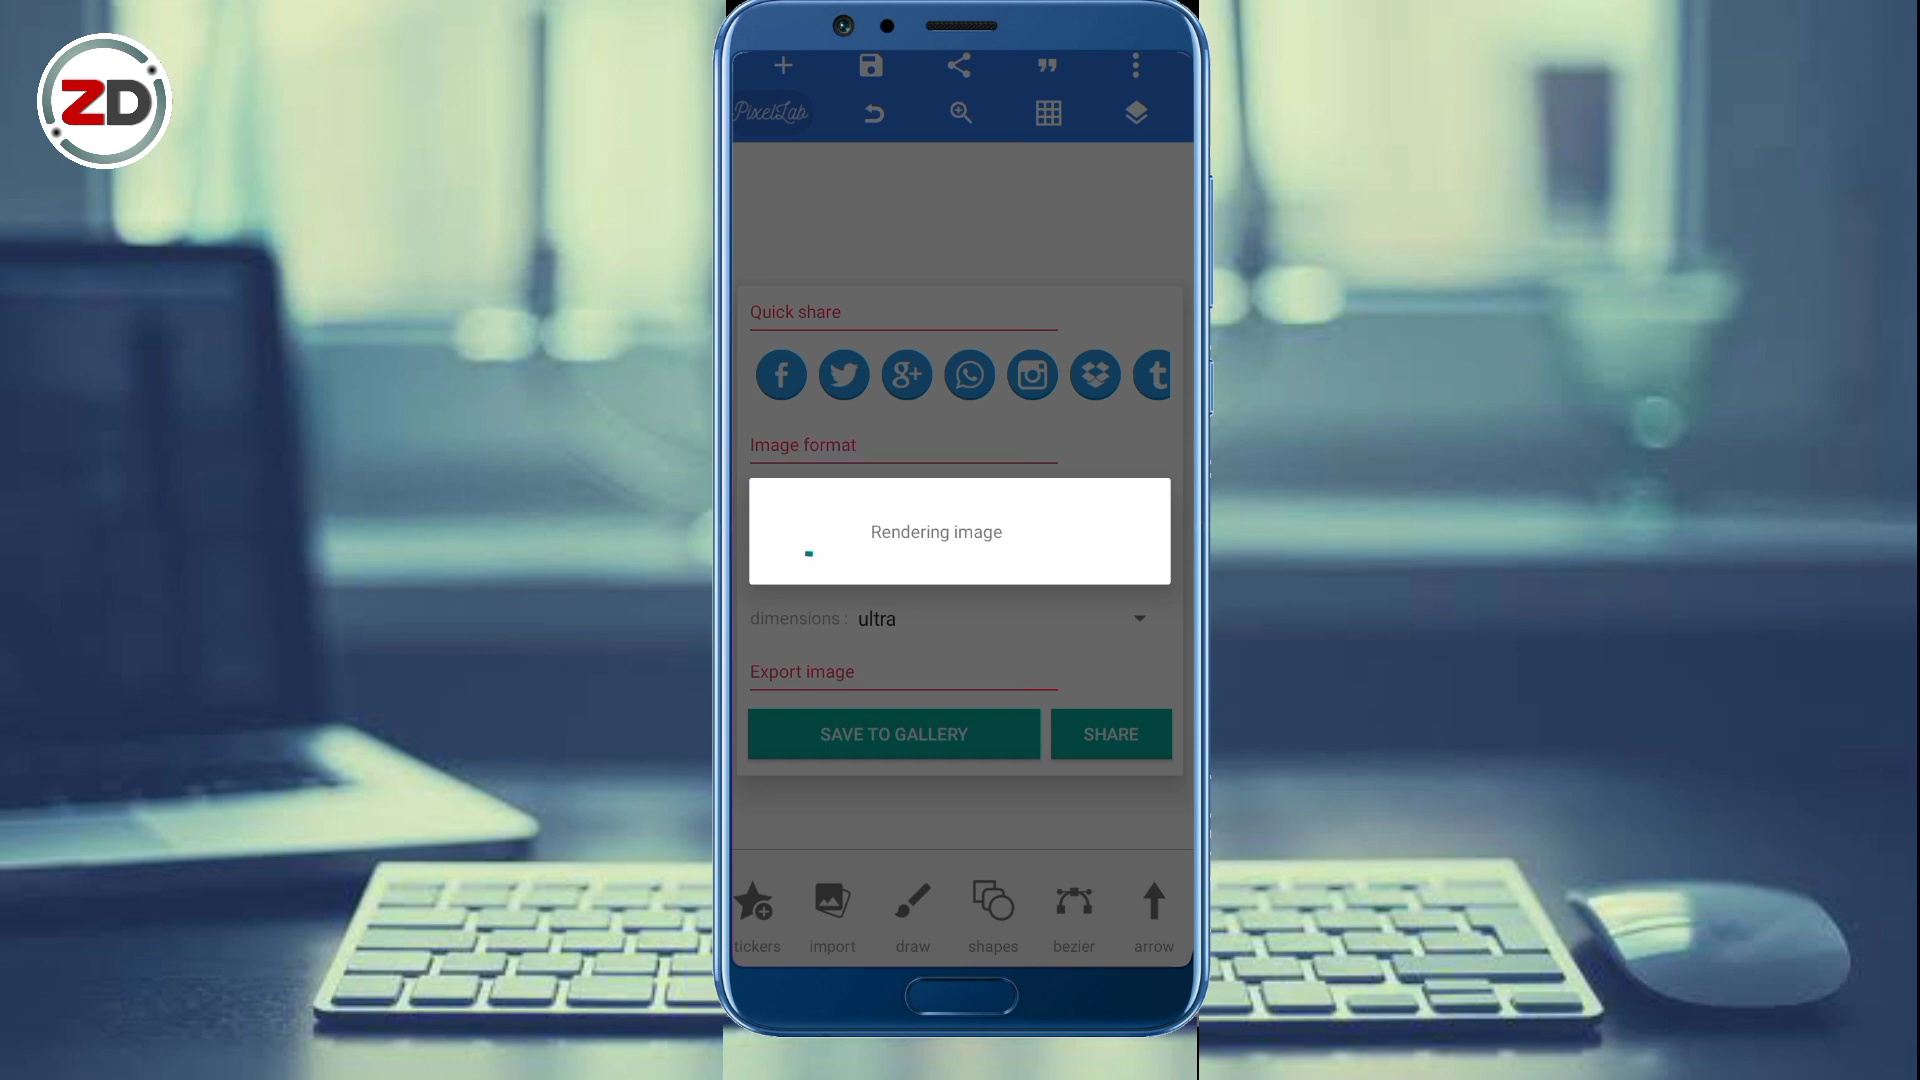 ZD
PixelLab
Quick share
Image format
Rendering image
dimensions : ultra
Export image
SAVE TO GALLERY SHARE
tickers import draw shapes bezier arrow